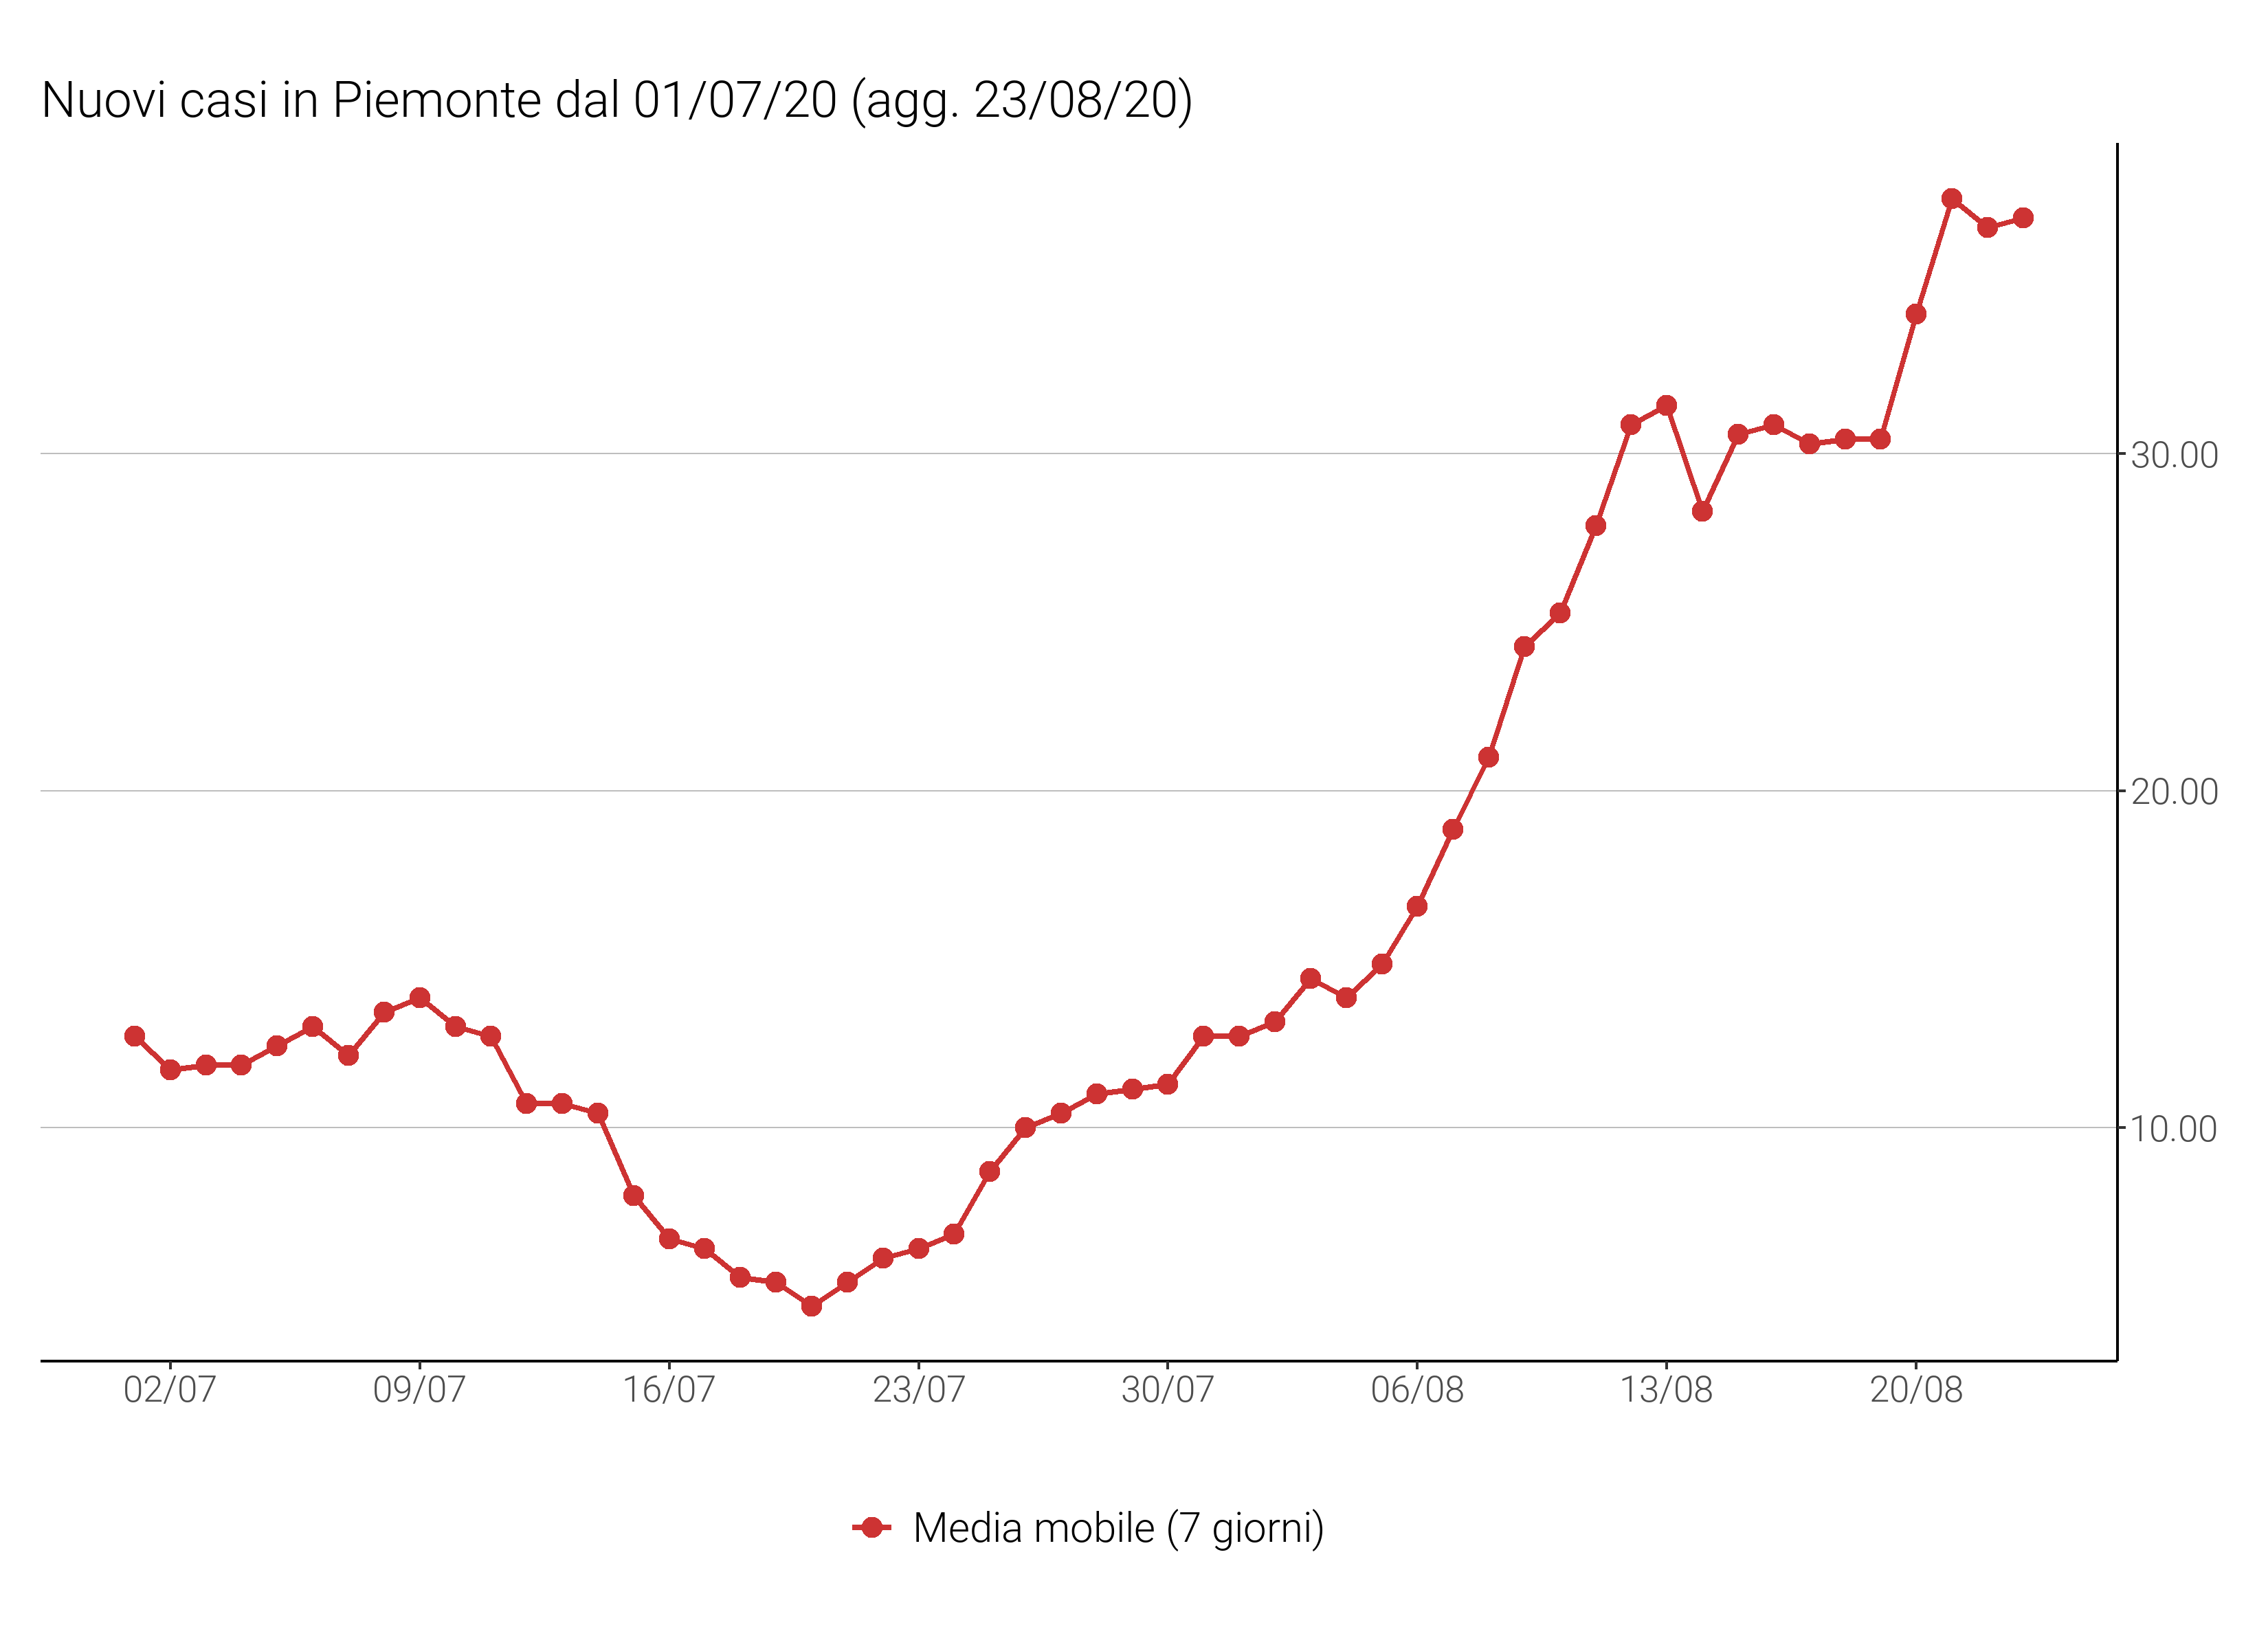 Nuovi casi in Piemonte dal 01/07/20 (agg. 23/08/20)
30.00
20.00
10.00
02/07 09/07 16/07 23/07 30/07 06/08 13/08 20/08
Media mobile (7 giorni)